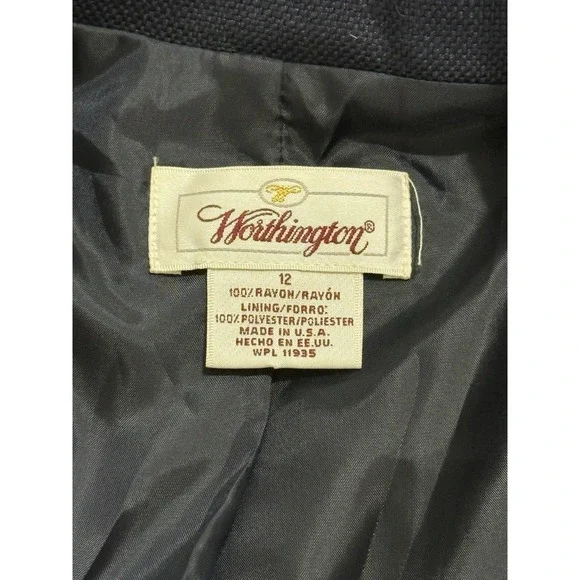 Worthington®
12
100% RAYON/RAYÓN
LINING/FORRO:
100% POLYESTER/POLIESTER
MADE IN U.S.A.
HECHO EN EE.UU.
WPL 11935